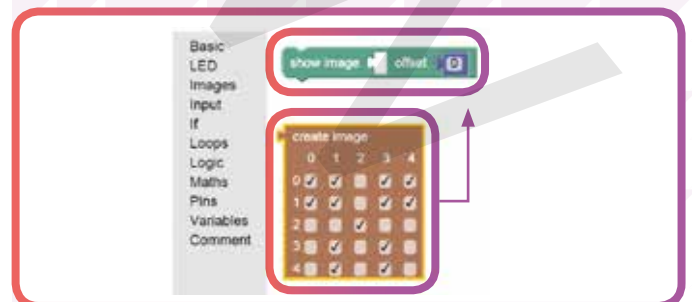 Basic
LED
Images
Input
If
Loops
Logic
Maths
Pins
Variables
Comment
show image offset 0
create image
0 1 2 3 4
0
1
2
3
4